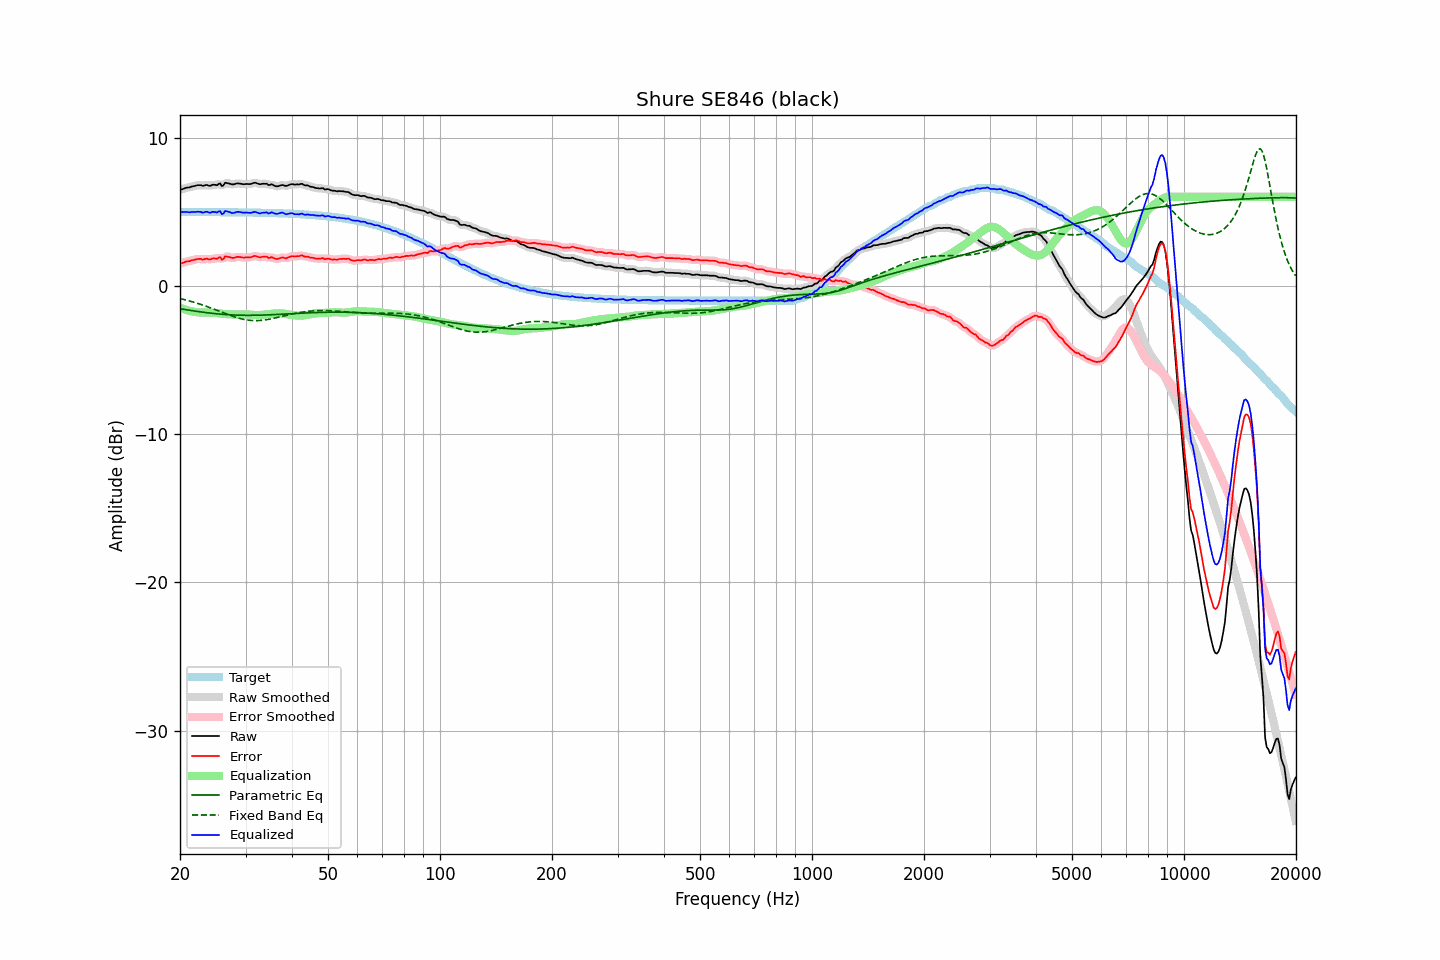 Shure SE846 (black)
10
0
−10
−20
−30
Amplitude (dBr)
Target
Raw Smoothed
Error Smoothed
Raw
Error
Equalization
Parametric Eq
Fixed Band Eq
Equalized
20 50 100 200 500 1000 2000 5000 10000 20000
Frequency (Hz)